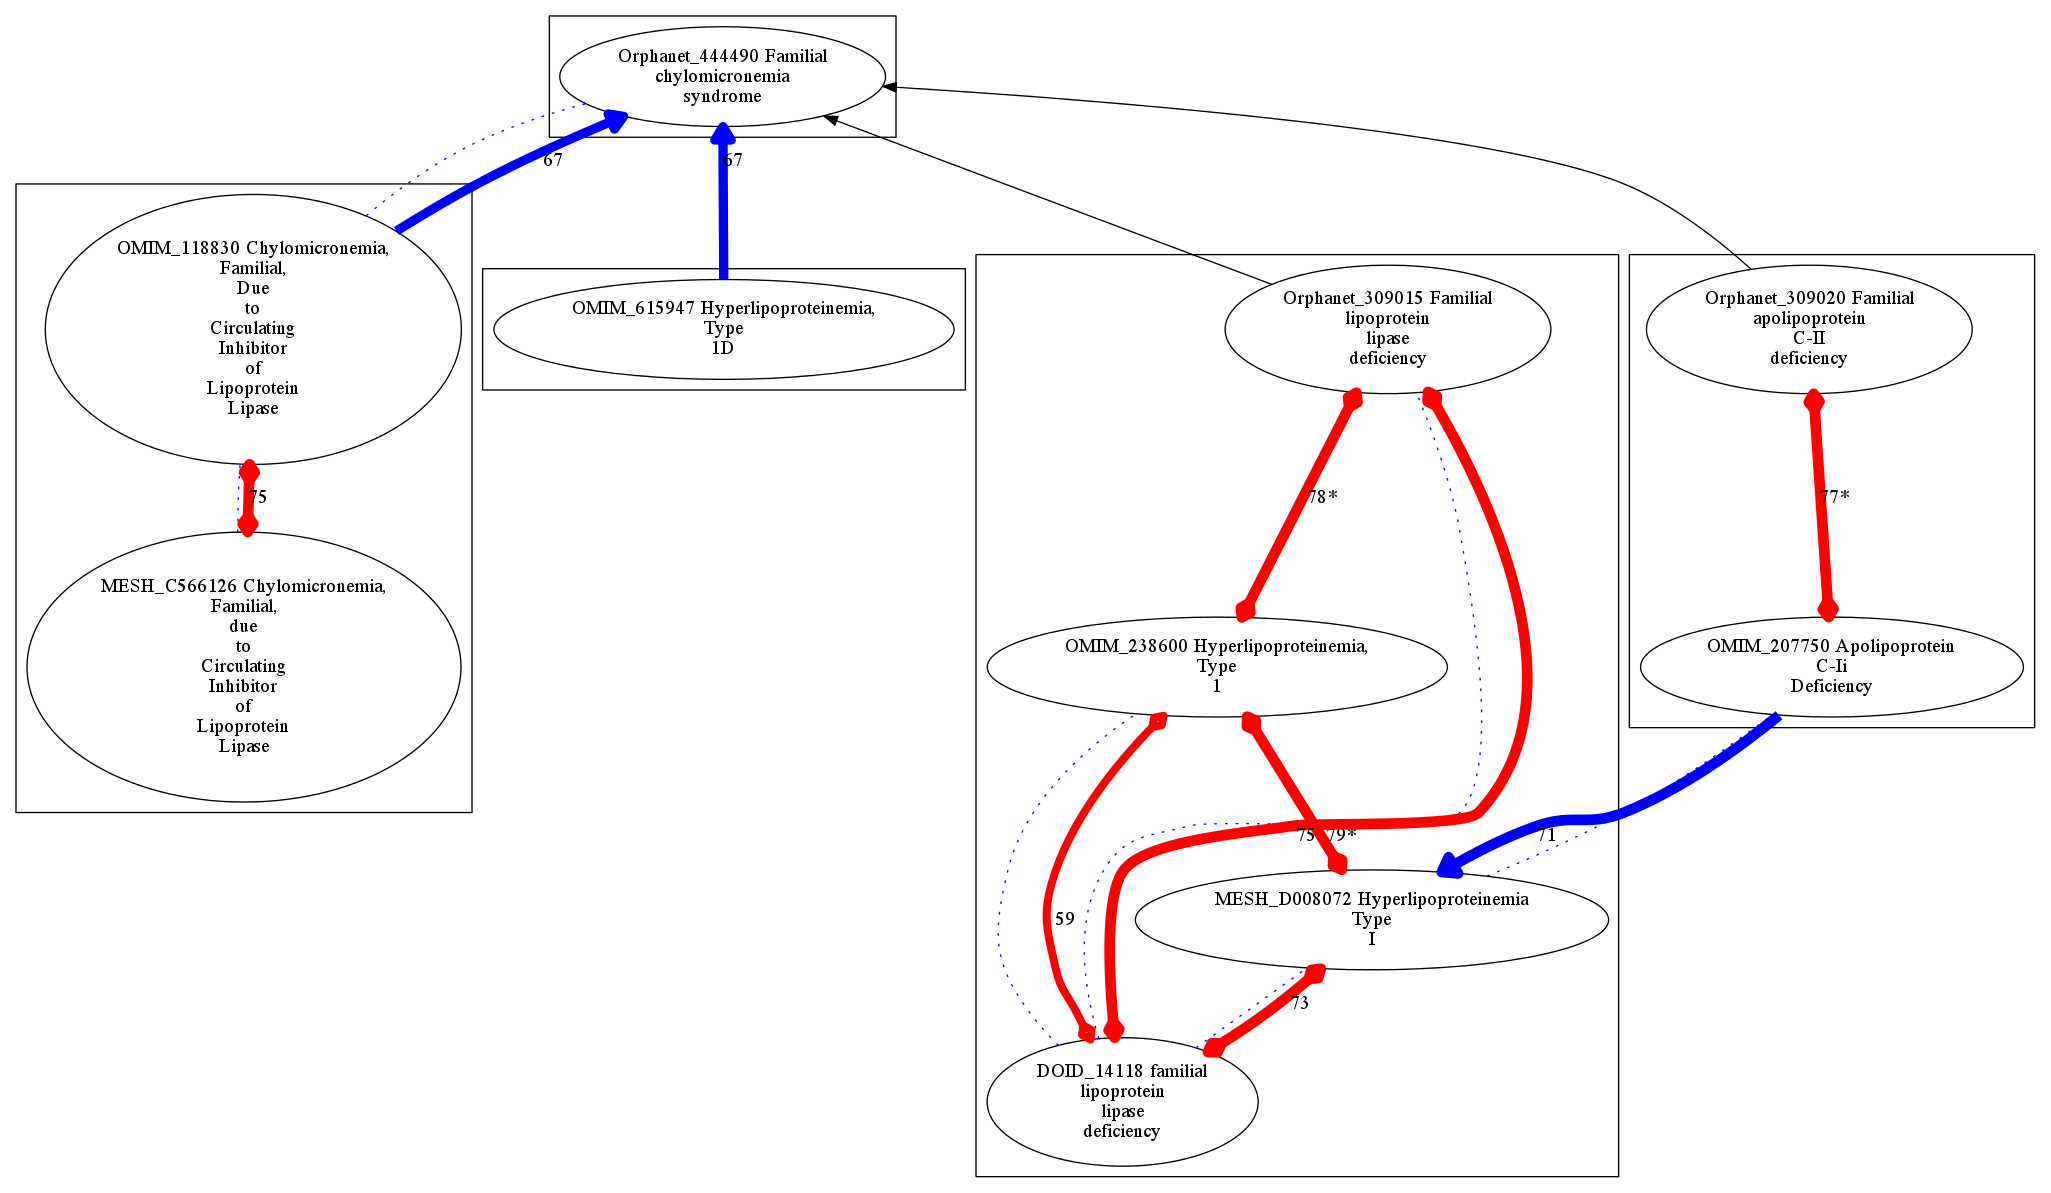 Orphanet_444490 Familial
chylomicronemia
syndrome
67
67
OMIM_118830 Chylomicronemia,
Familial,
Due
to
Circulating
Inhibitor
of
Lipoprotein
Lipase
OMIM_615947 Hyperlipoproteinemia,
Type
1D
Orphanet_309015 Familial
lipoprotein
lipase
deficiency
Orphanet_309020 Familial
apolipoprotein
C-II
deficiency
75
78*
77*
MESH_C566126 Chylomicronemia,
Familial,
due
to
Circulating
Inhibitor
of
Lipoprotein
Lipase
OMIM_238600 Hyperlipoproteinemia,
Type
1
OMIM_207750 Apolipoprotein
C-Ii
Deficiency
75
79*
71
59
MESH_D008072 Hyperlipoproteinemia
Type
I
73
DOID_14118 familial
lipoprotein
lipase
deficiency